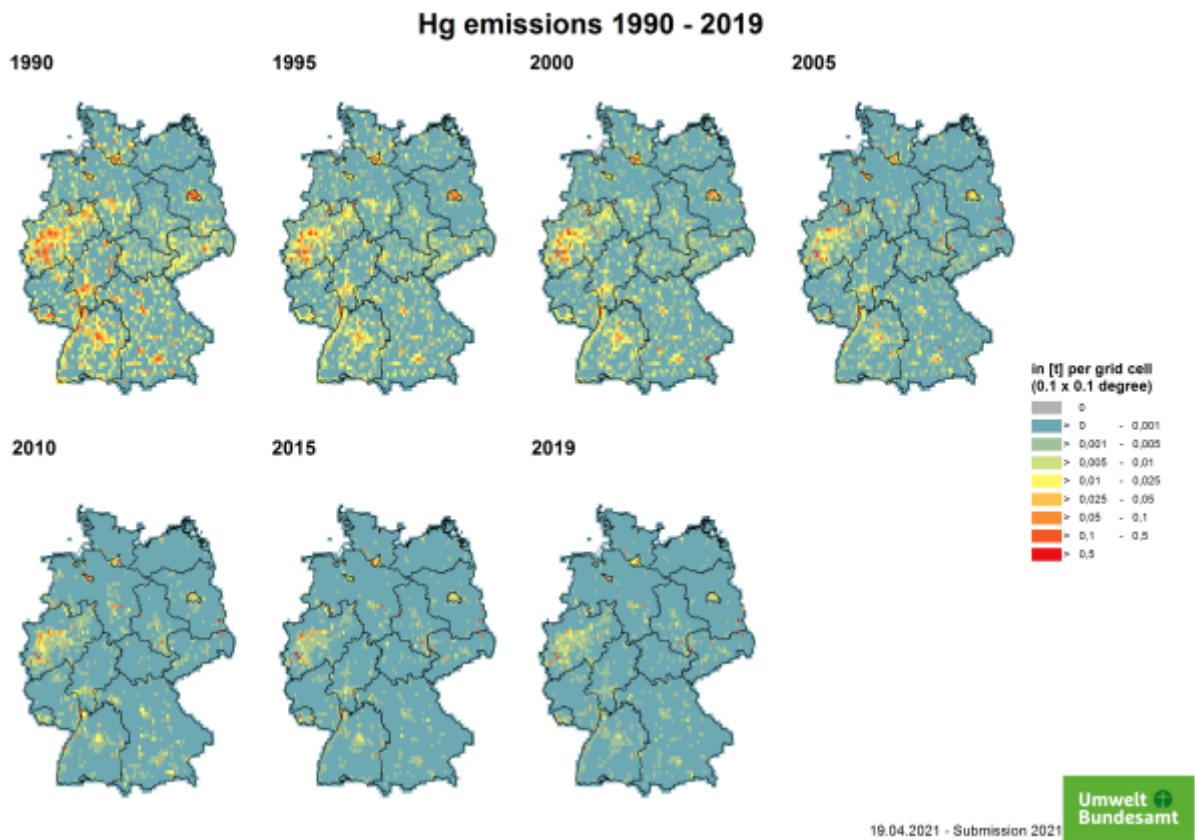 Hg emissions 1990 - 2019
1990
1995
2000
2005
in [t] per grid cell
(0.1 x 0.1 degree)
0
> 0 - 0,001
> 0,001 - 0,005
> 0,005 - 0,01
> 0,01 - 0,025
> 0,025 - 0,05
> 0,05 - 0,1
> 0,1 - 0,5
> 0,5
2010
2015
2019
Umwelt
Bundesamt
19.04.2021 - Submission 2021